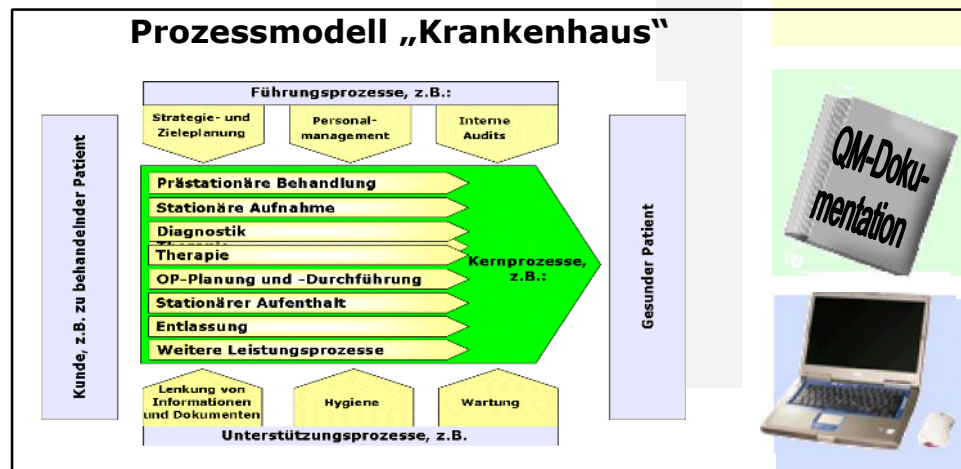 Prozessmodell „Krankenhaus“
Führungsprozesse, z.B.:
Strategie- und
Zieleplanung
Personal-
management
Interne
Audits
Kunde, z.B. zu behandelnder Patient
Prästationäre Behandlung
Stationäre Aufnahme
Diagnostik
Therapie
Therapie
OP-Planung und -Durchführung
Stationärer Aufenthalt
Entlassung
Weitere Leistungsprozesse
Kernprozesse,
z.B.:
Gesunder Patient
Lenkung von
Informationen
und Dokumenten
Hygiene
Wartung
Unterstützungsprozesse, z.B.
QM-Doku-
mentation